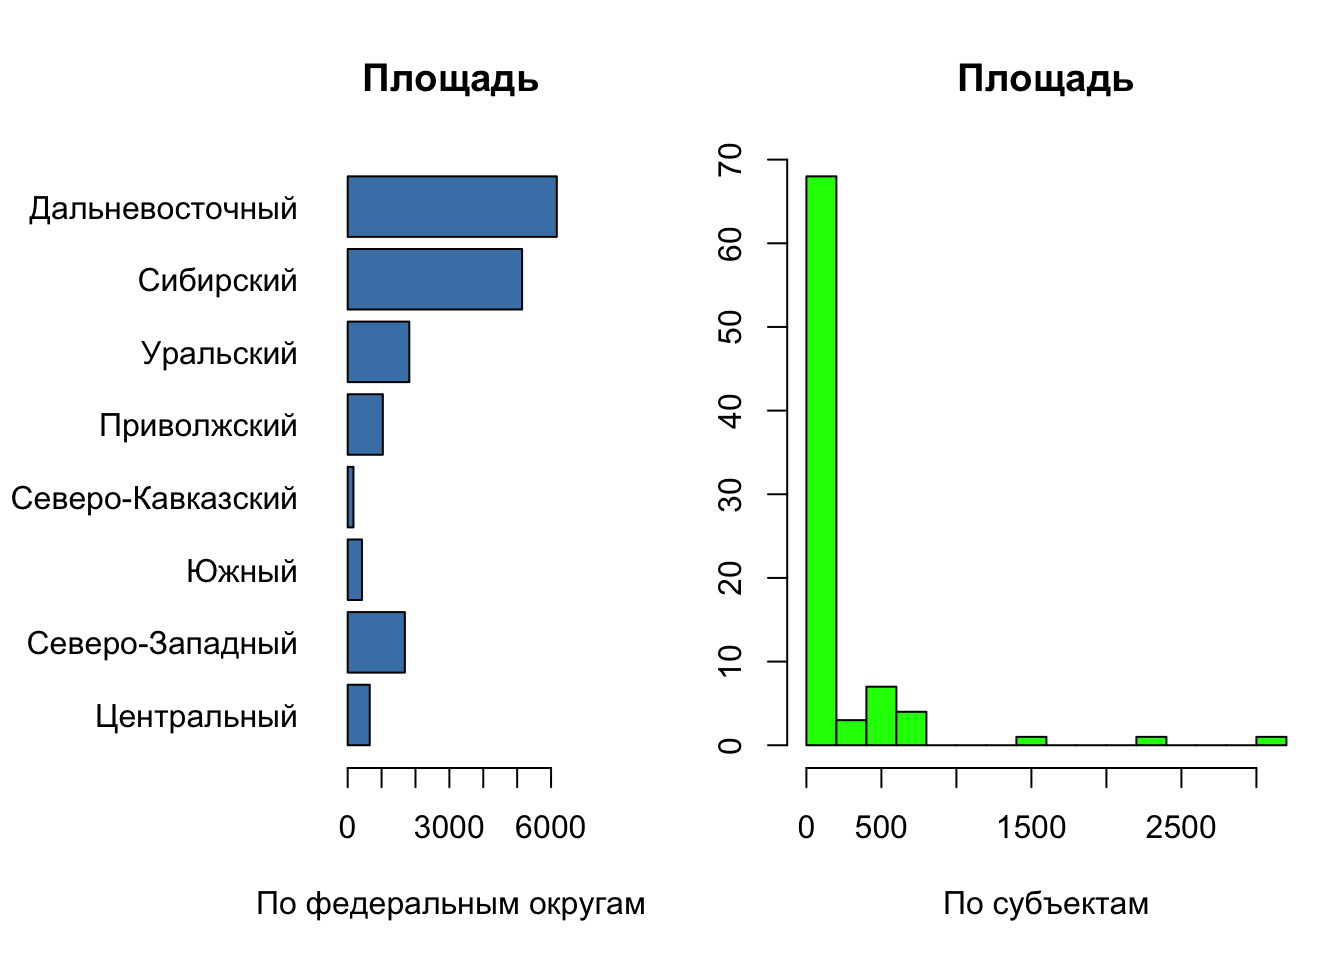 Площадь
Дальневосточный
Сибирский
Уральский
Приволжский
Северо-Кавказский
Южный
Северо-Западный
Центральный
0 3000 6000
По федеральным округам
Площадь
70
60
50
40
30
20
10
0
0 500 1500 2500
По субъектам